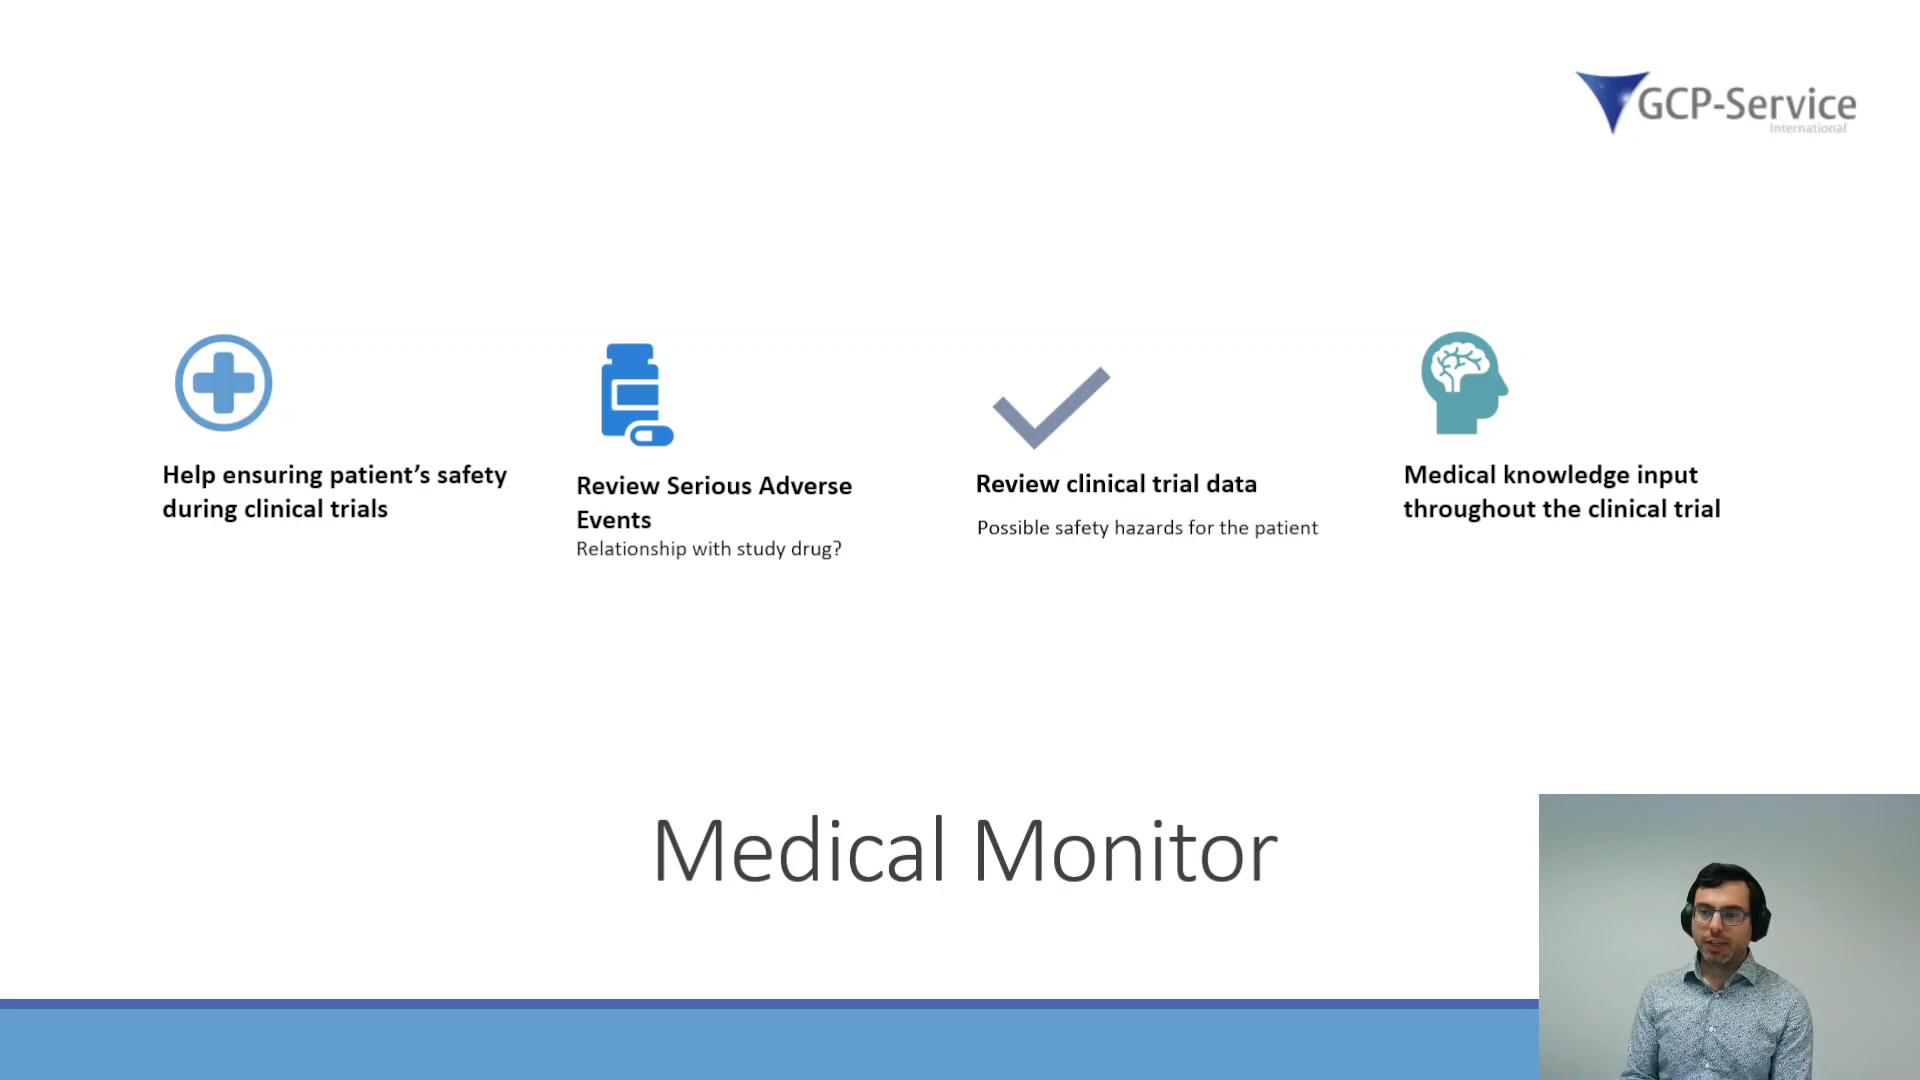 GCP-Service
International
Help ensuring patient’s safety
during clinical trials
Review Serious Adverse
Events
Relationship with study drug?
Review clinical trial data
Possible safety hazards for the patient
Medical knowledge input
throughout the clinical trial
Medical Monitor